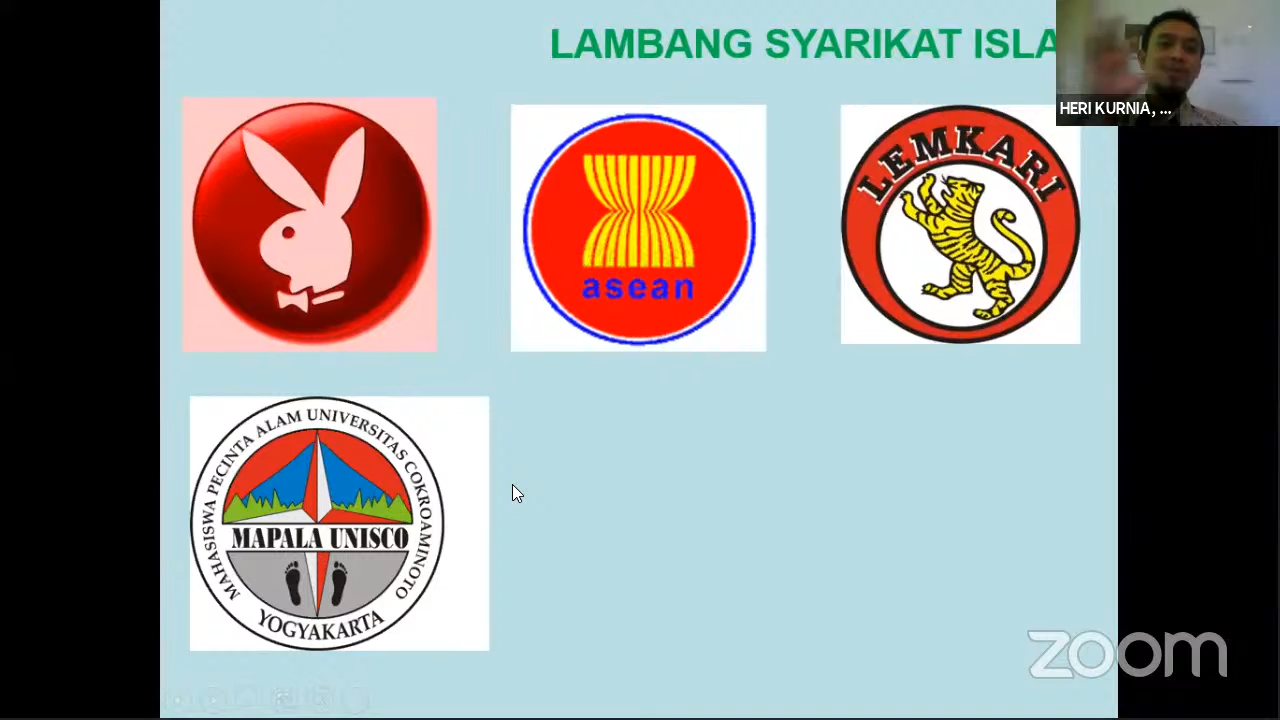 LAMBANG SYARIKAT ISLA
HERI KURNIA, ...
asean
LEMKARI
MAHASISWA PECINTA ALAM UNIVERSITAS COKROAMINOTO
MAPALA UNISCO
YOGYAKARTA
zoom